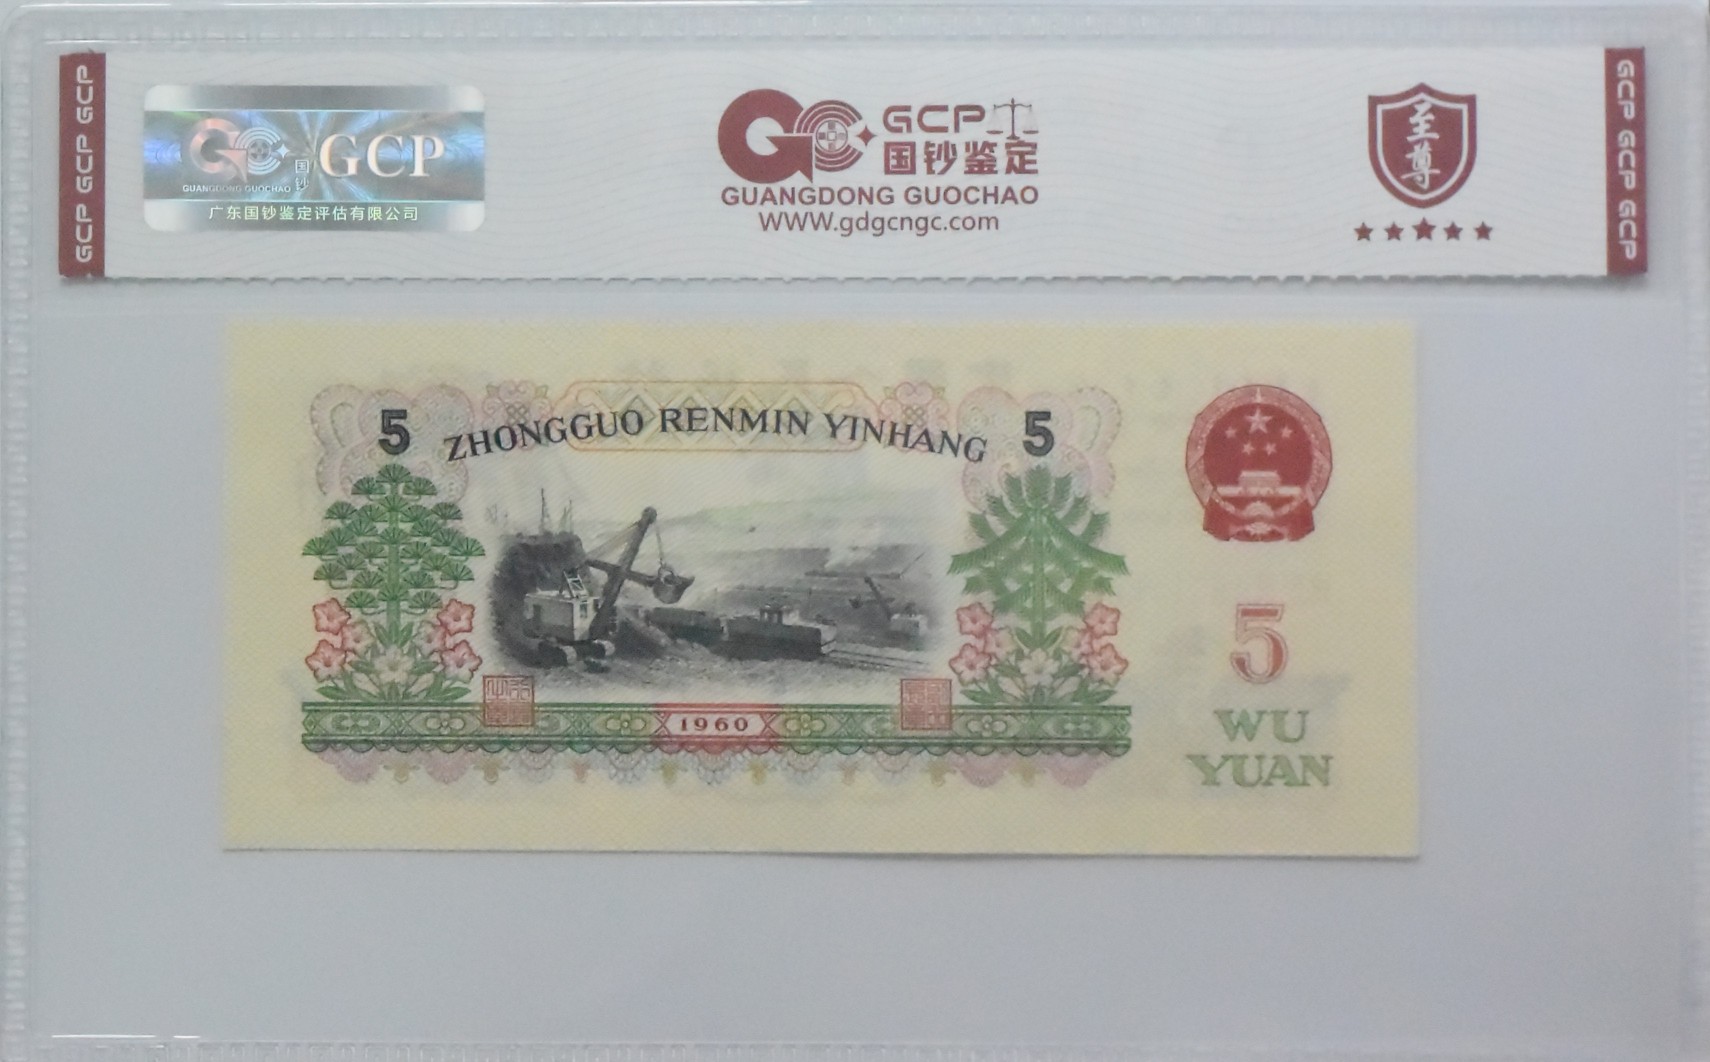 GCP GCP GCP
GCP
国钞
GUANGDONG GUOCHAO
广东国钞鉴定评估有限公司
GCP
国钞鉴定
GUANGDONG GUOCHAO
WWW.gdgcngc.com
至尊
GCP GCP GCP
5
ZHONGGUO RENMIN YINHANG
5
5
WU
YUAN
1960